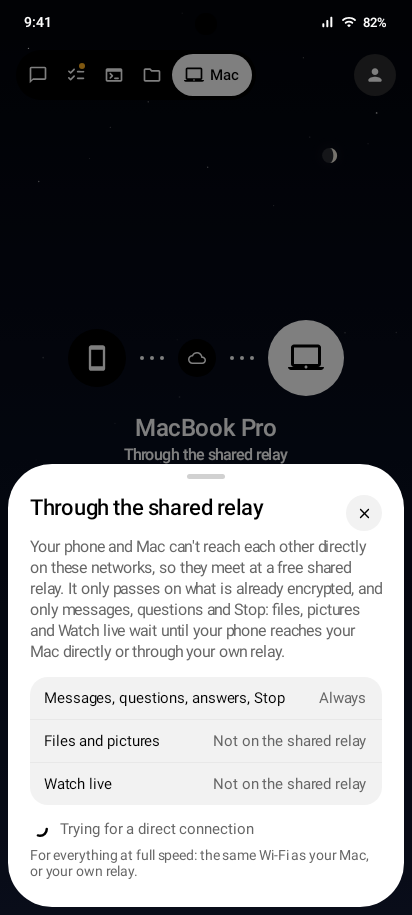 9:41
82%
Mac
MacBook Pro
Through the shared relay
Through the shared relay
Your phone and Mac can't reach each other directly
on these networks, so they meet at a free shared
relay. It only passes on what is already encrypted, and
only messages, questions and Stop: files, pictures
and Watch live wait until your phone reaches your
Mac directly or through your own relay.
Messages, questions, answers, Stop Always
Files and pictures Not on the shared relay
Watch live Not on the shared relay
Trying for a direct connection
For everything at full speed: the same Wi-Fi as your Mac,
or your own relay.